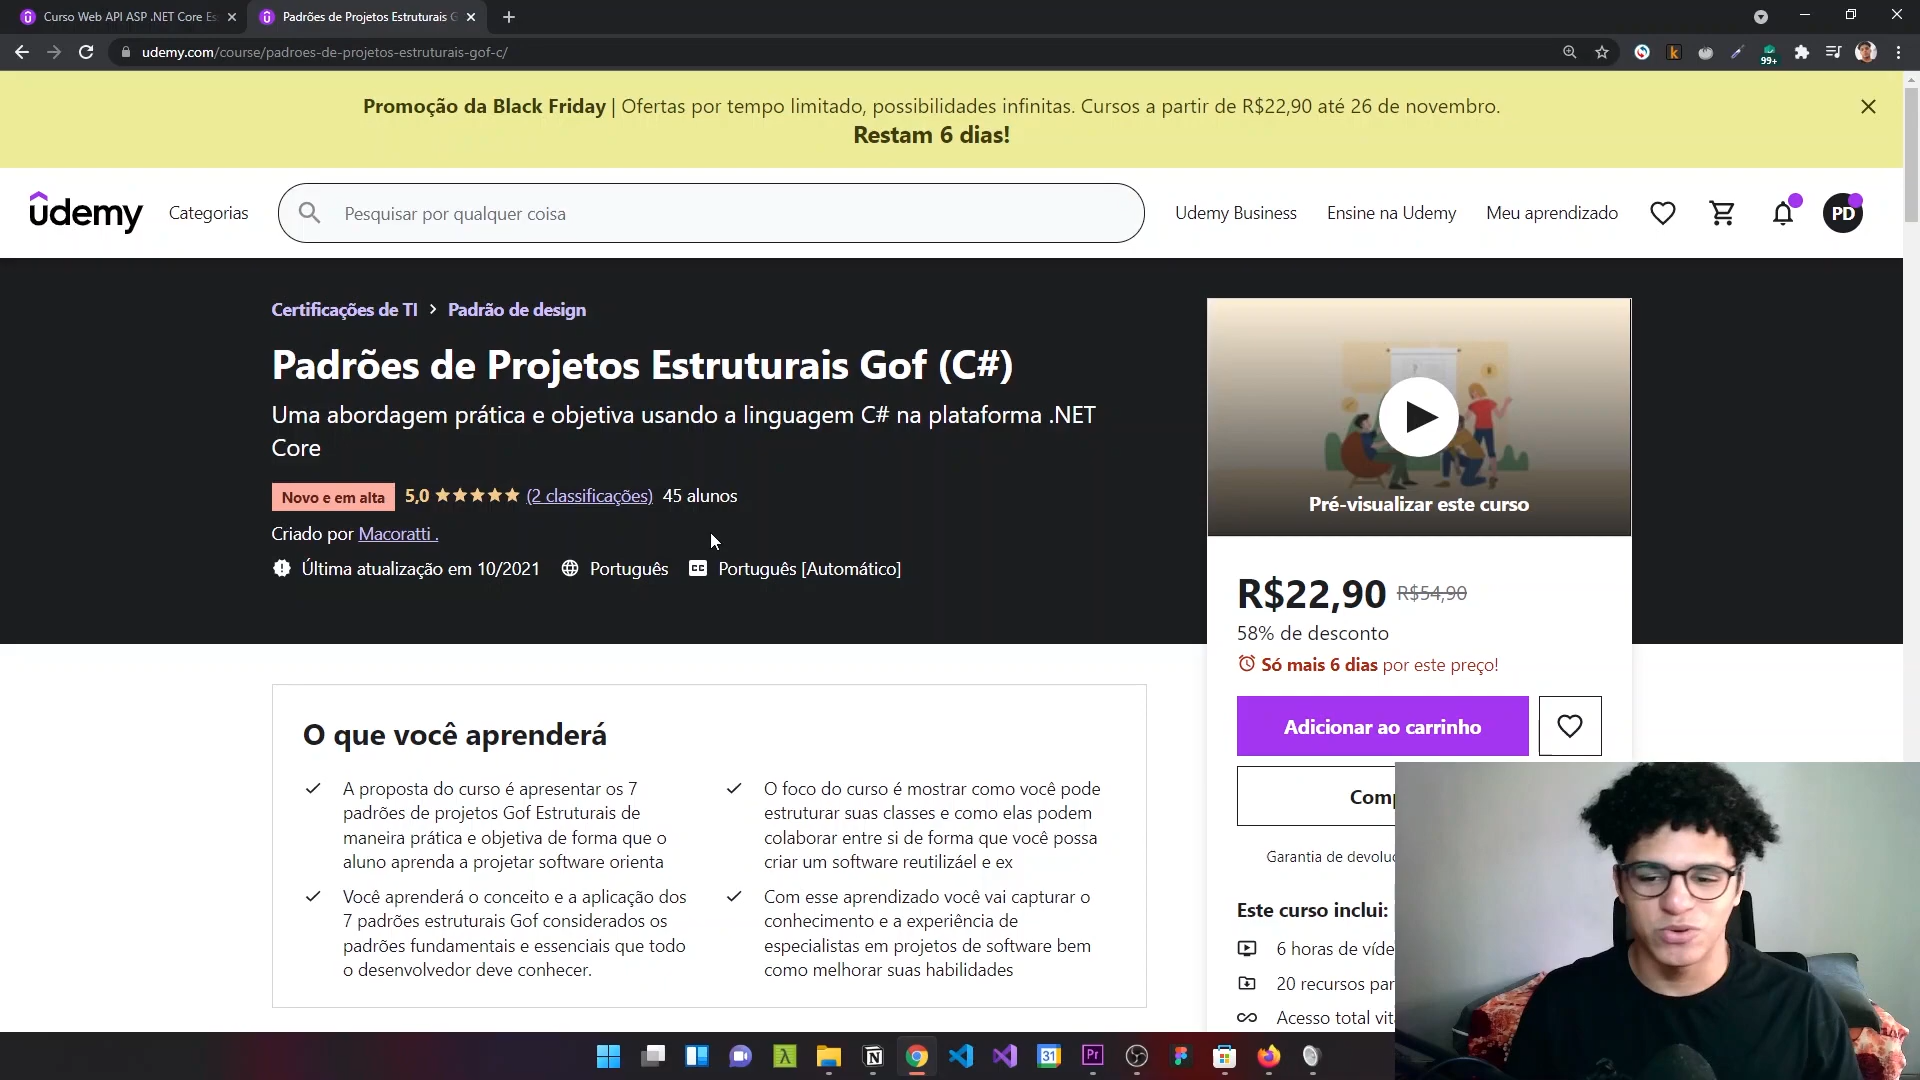 Curso Web API ASP .NET Core Es
Padrões de Projetos Estruturais G
udemy.com/course/padroes-de-projetos-estruturais-gof-c/
99+
Promoção da Black Friday | Ofertas por tempo limitado, possibilidades infinitas. Cursos a partir de R$22,90 até 26 de novembro.
Restam 6 dias!
ûdemy
Categorias
Pesquisar por qualquer coisa
Udemy Business
Ensine na Udemy
Meu aprendizado
PD
Certificações de TI > Padrão de design
Padrões de Projetos Estruturais Gof (C#)
Uma abordagem prática e objetiva usando a linguagem C# na plataforma .NET
Core
Novo e em alta 5,0 (2 classificações) 45 alunos
Criado por Macoratti .
Última atualização em 10/2021 Português Português [Automático]
Pré-visualizar este curso
R$22,90 R$54,90
58% de desconto
Só mais 6 dias por este preço!
Adicionar ao carrinho
Comp
Garantia de devoluç
Este curso inclui:
6 horas de víde
20 recursos par
Acesso total vit
O que você aprenderá
A proposta do curso é apresentar os 7
padrões de projetos Gof Estruturais de
maneira prática e objetiva de forma que o
aluno aprenda a projetar software orienta
O foco do curso é mostrar como você pode
estruturar suas classes e como elas podem
colaborar entre si de forma que você possa
criar um software reutilizáel e ex
Você aprenderá o conceito e a aplicação dos
7 padrões estruturais Gof considerados os
padrões fundamentais e essenciais que todo
o desenvolvedor deve conhecer.
Com esse aprendizado você vai capturar o
conhecimento e a experiência de
especialistas em projetos de software bem
como melhorar suas habilidades
31
Pr